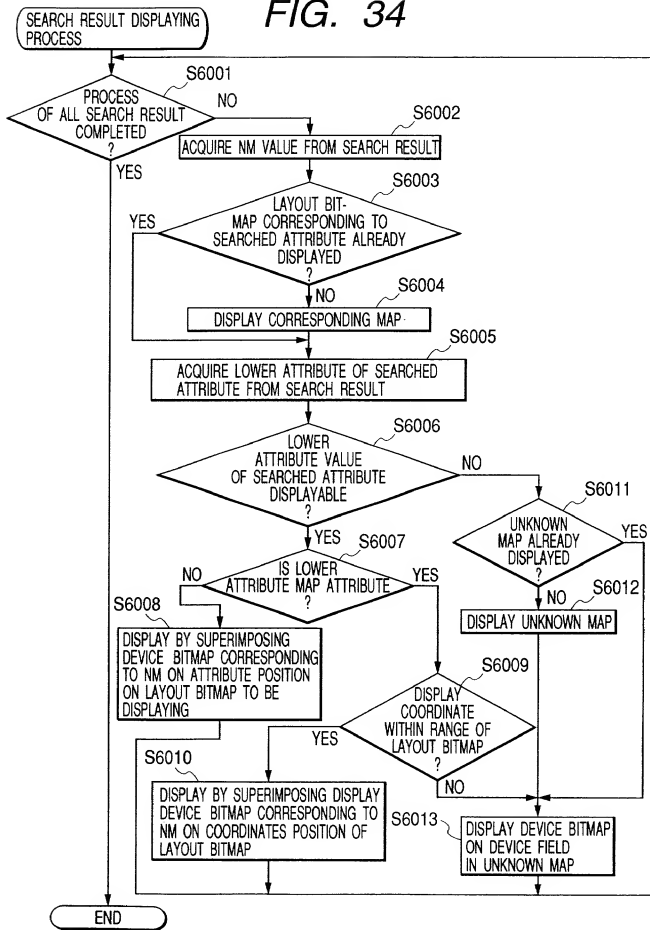 FIG. 34
SEARCH RESULT DISPLAYING
PROCESS
S6001
PROCESS
OF ALL SEARCH RESULT
COMPLETED
?
NO
YES
S6002
ACQUIRE NM VALUE FROM SEARCH RESULT
S6003
LAYOUT BIT-
MAP CORRESPONDING TO
SEARCHED ATTRIBUTE ALREADY
DISPLAYED
?
YES
NO
S6004
DISPLAY CORRESPONDING MAP
S6005
ACQUIRE LOWER ATTRIBUTE OF SEARCHED
ATTRIBUTE FROM SEARCH RESULT
S6006
LOWER
ATTRIBUTE VALUE
OF SEARCHED ATTRIBUTE
DISPLAYABLE
?
NO
YES
S6011
UNKNOWN
MAP ALREADY
DISPLAYED
?
YES
NO
S6007
IS LOWER
ATTRIBUTE MAP ATTRIBUTE
?
NO
YES
S6012
DISPLAY UNKNOWN MAP
S6008
DISPLAY BY SUPERIMPOSING
DEVICE BITMAP CORRESPONDING
TO NM ON ATTRIBUTE POSITION
ON LAYOUT BITMAP TO BE
DISPLAYING
S6009
DISPLAY
COORDINATE
WITHIN RANGE OF
LAYOUT BITMAP
?
YES
NO
S6010
DISPLAY BY SUPERIMPOSING DISPLAY
DEVICE BITMAP CORRESPONDING TO
NM ON COORDINATES POSITION OF
LAYOUT BITMAP
S6013
DISPLAY DEVICE BITMAP
ON DEVICE FIELD
IN UNKNOWN MAP
END